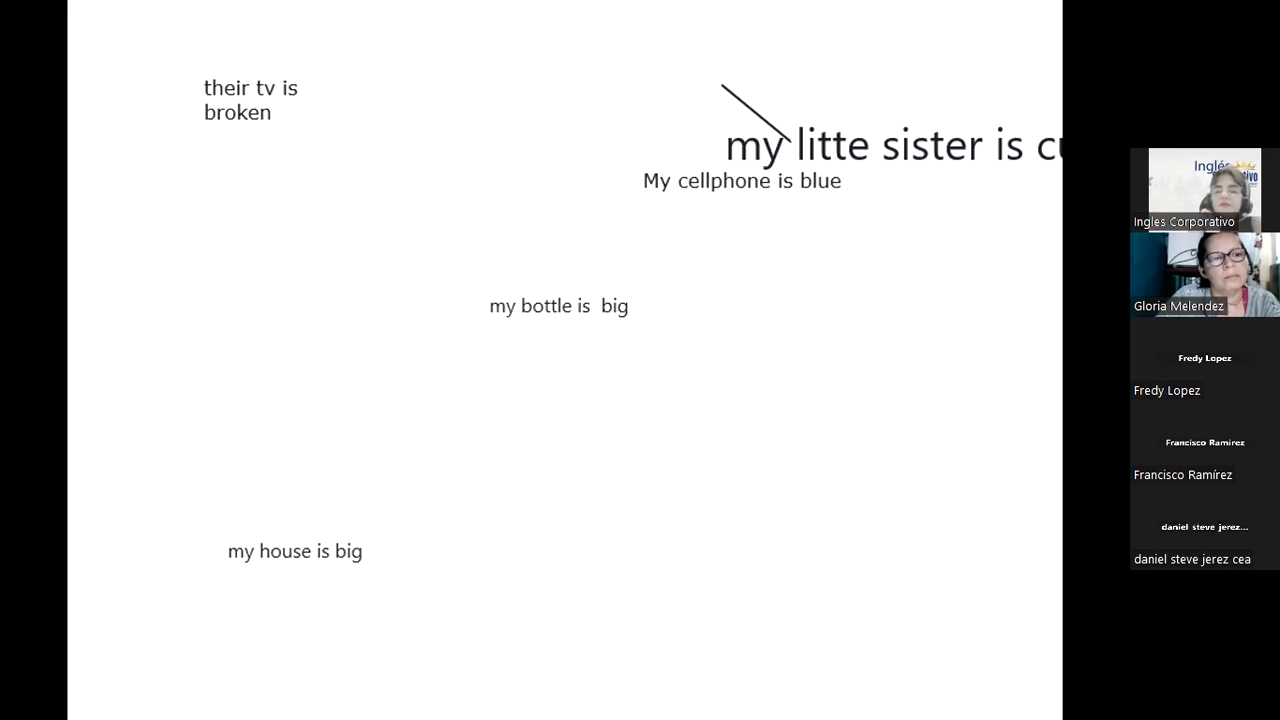 their tv is
broken
my litte sister is
My cellphone is blue
my bottle is  big
my house is big
Inglés
Ingles Corporativo
Gloria Melendez
Fredy Lopez
Fredy Lopez
Francisco Ramirez
Francisco Ramírez
daniel steve jerez...
daniel steve jerez cea